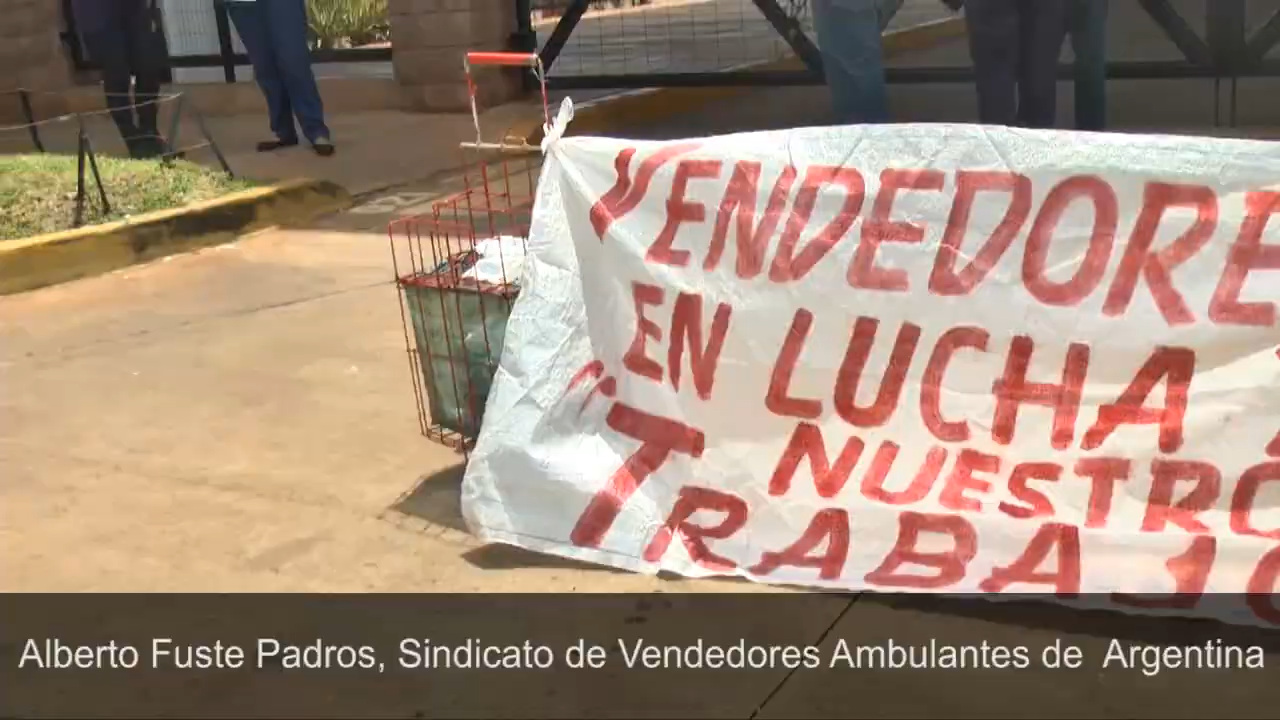 VENDEDORE
EN LUCHA
NUESTRO
"TRABAJO
Alberto Fuste Padros, Sindicato de Vendedores Ambulantes de Argentina